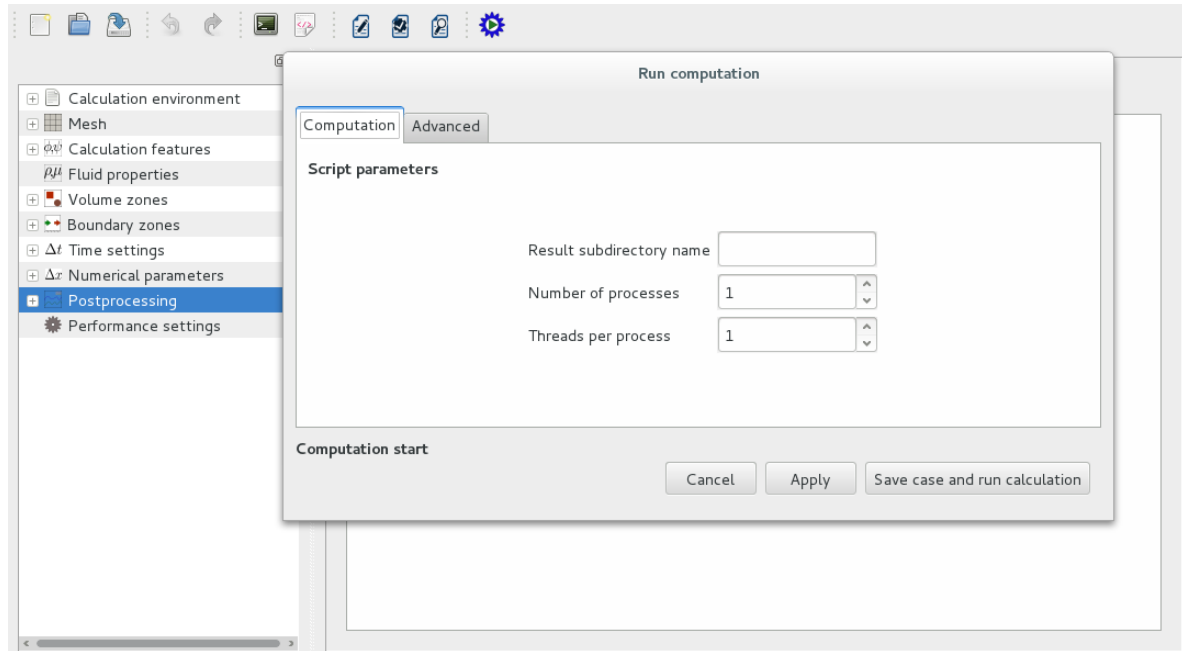 Run computation
Calculation environment
Mesh
Calculation features
Fluid properties
Volume zones
Boundary zones
Δt Time settings
Δx Numerical parameters
Postprocessing
Performance settings
Computation
Advanced
Script parameters
Result subdirectory name
Number of processes 1
Threads per process 1
Computation start
Cancel
Apply
Save case and run calculation